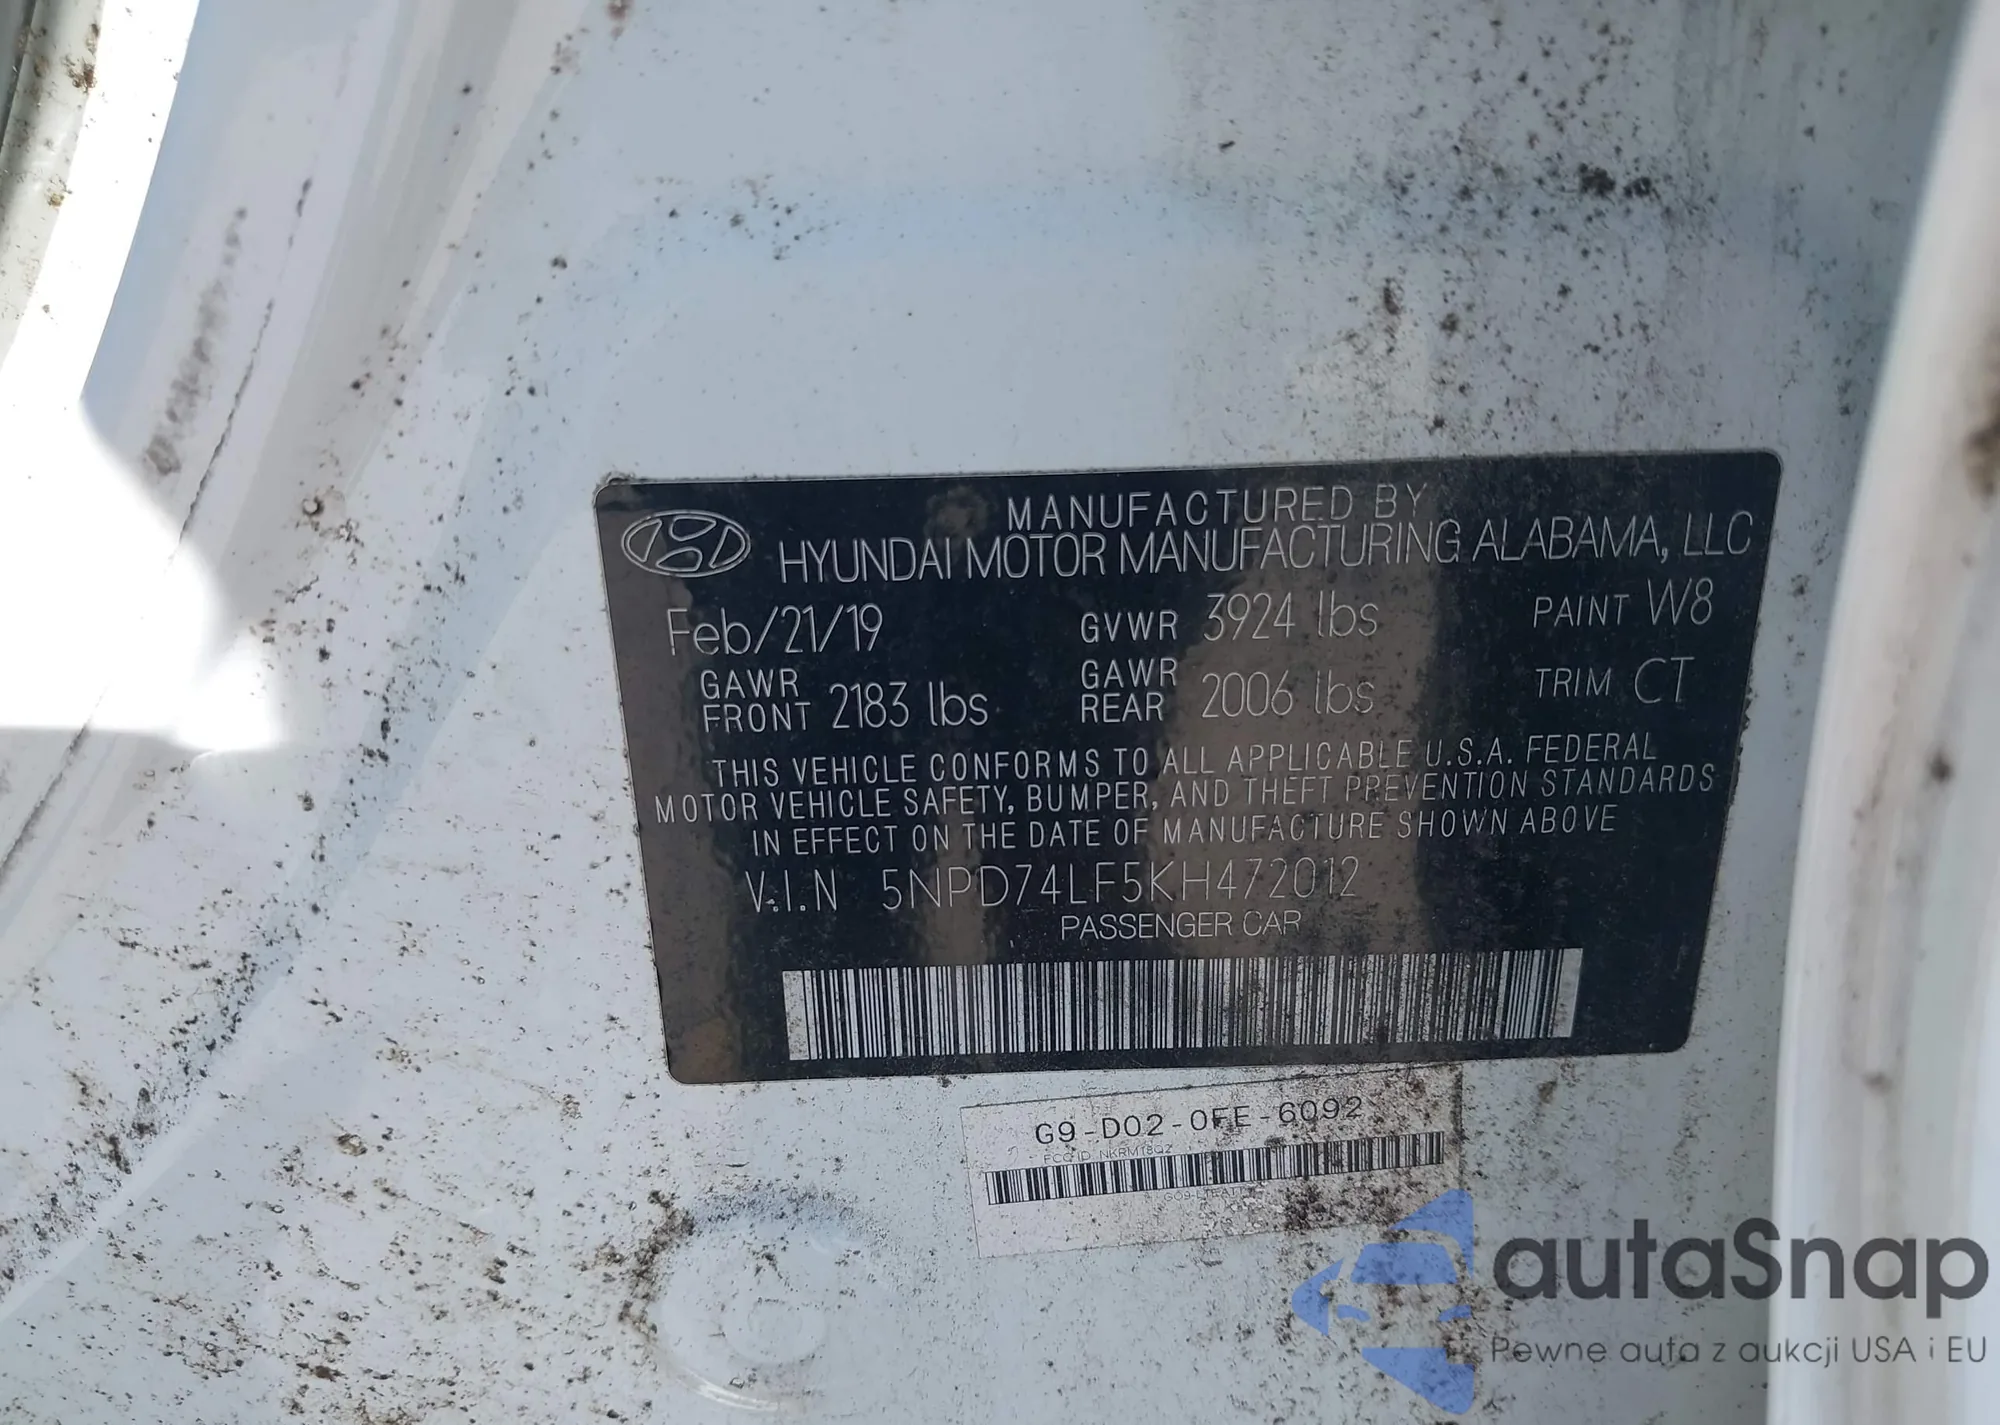 MANUFACTURED BY
HYUNDAI MOTOR MANUFACTURING ALABAMA, LLC
Feb/21/19 GVWR 3924 lbs PAINT W8
GAWR FRONT 2183 lbs GAWR REAR 2006 lbs TRIM CT
THIS VEHICLE CONFORMS TO ALL APPLICABLE U.S.A. FEDERAL
MOTOR VEHICLE SAFETY, BUMPER, AND THEFT PREVENTION STANDARDS
IN EFFECT ON THE DATE OF MANUFACTURE SHOWN ABOVE
V.I.N 5NPD74LF5KH472012
PASSENGER CAR
G9-D02-0FE-6092
FCC ID
autaSnap
Pewne auta z aukcji USA i EU